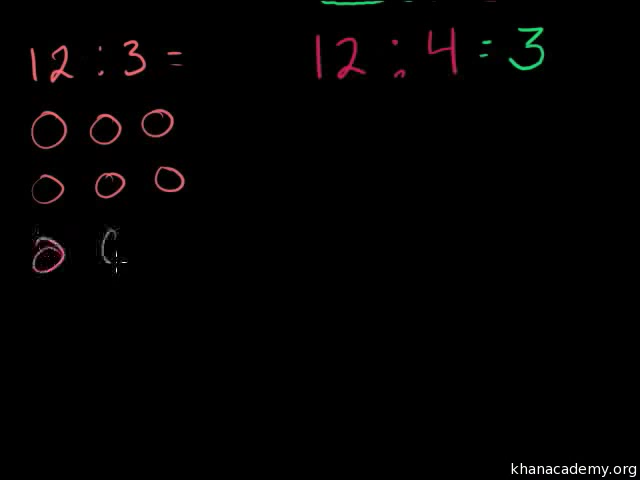 12 : 3 =
12 : 4 = 3
khanacademy.org